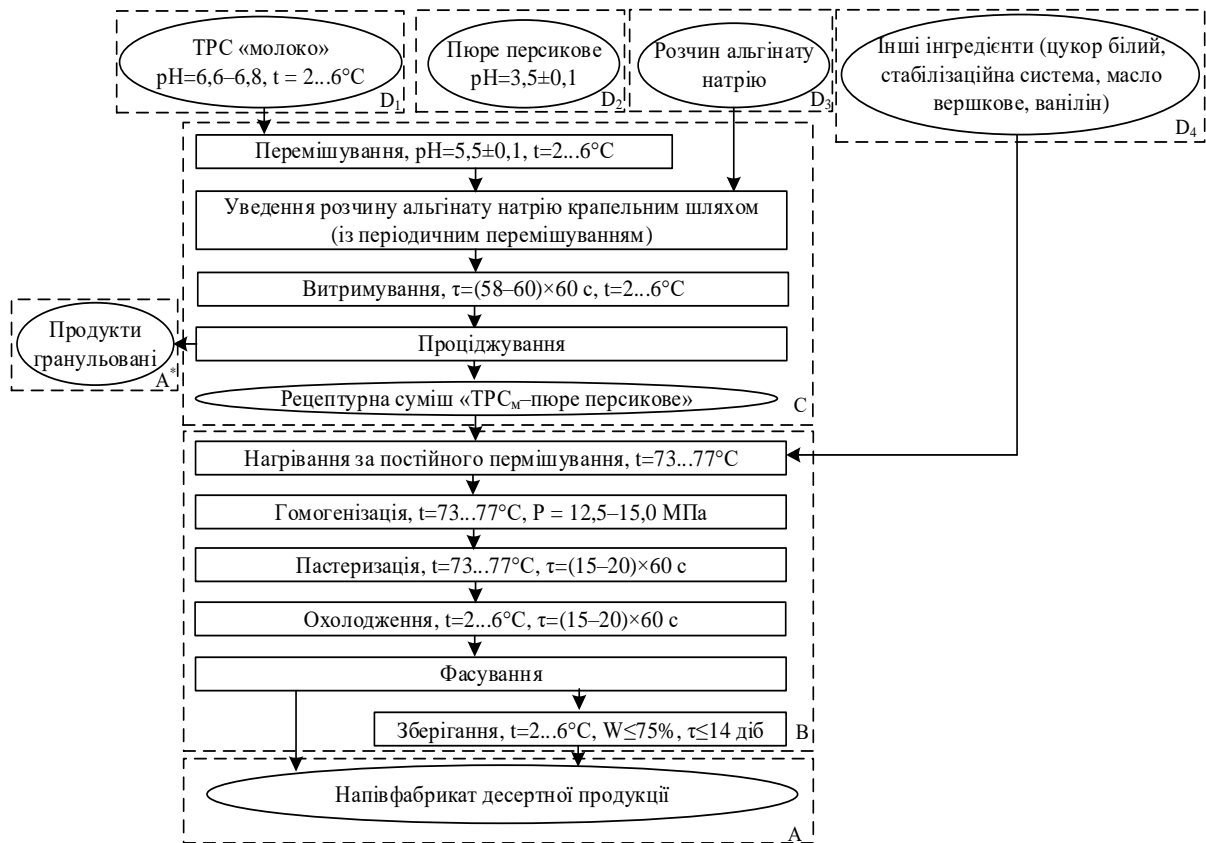 ТРС «молоко»
pH=6,6–6,8, t = 2...6°C
D1
Пюре персикове
pH=3,5±0,1
D2
Розчин альгінату
натрію
D3
Інші інгредієнти (цукор білий,
стабілізаційна система, масло
вершкове, ванілін)
D4
Перемішування, pH=5,5±0,1, t=2...6°C
Уведення розчину альгінату натрію крапельним шляхом
(із періодичним перемішуванням)
Витримування, τ=(58–60)×60 с, t=2...6°C
Продукти
гранульовані
A*
Проціджування
Рецептурна суміш «ТРСм–пюре персикове»
C
Нагрівання за постійного пермішування, t=73...77°C
Гомогенізація, t=73...77°C, P = 12,5–15,0 МПа
Пастеризація, t=73...77°C, τ=(15–20)×60 с
Охолодження, t=2...6°C, τ=(15–20)×60 с
Фасування
Зберігання, t=2...6°C, W≤75%, τ≤14 діб
B
Напівфабрикат десертної продукції
A